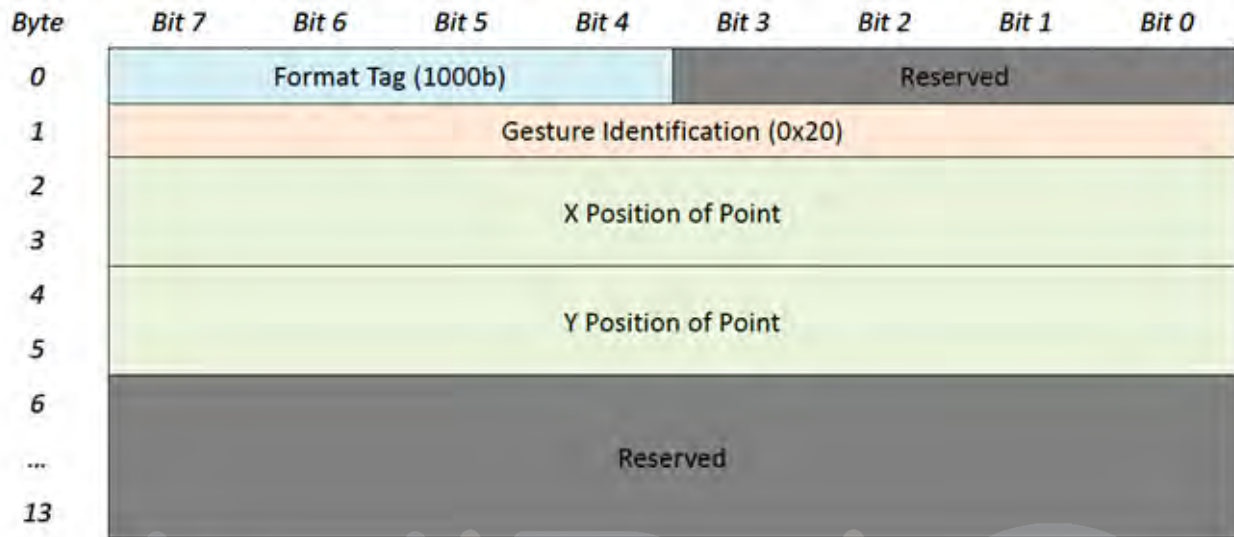 Byte Bit 7 Bit 6 Bit 5 Bit 4 Bit 3 Bit 2 Bit 1 Bit 0
0 Format Tag (1000b) Reserved
1 Gesture Identification (0x20)
2
X Position of Point
3
4
Y Position of Point
5
6
... Reserved
13